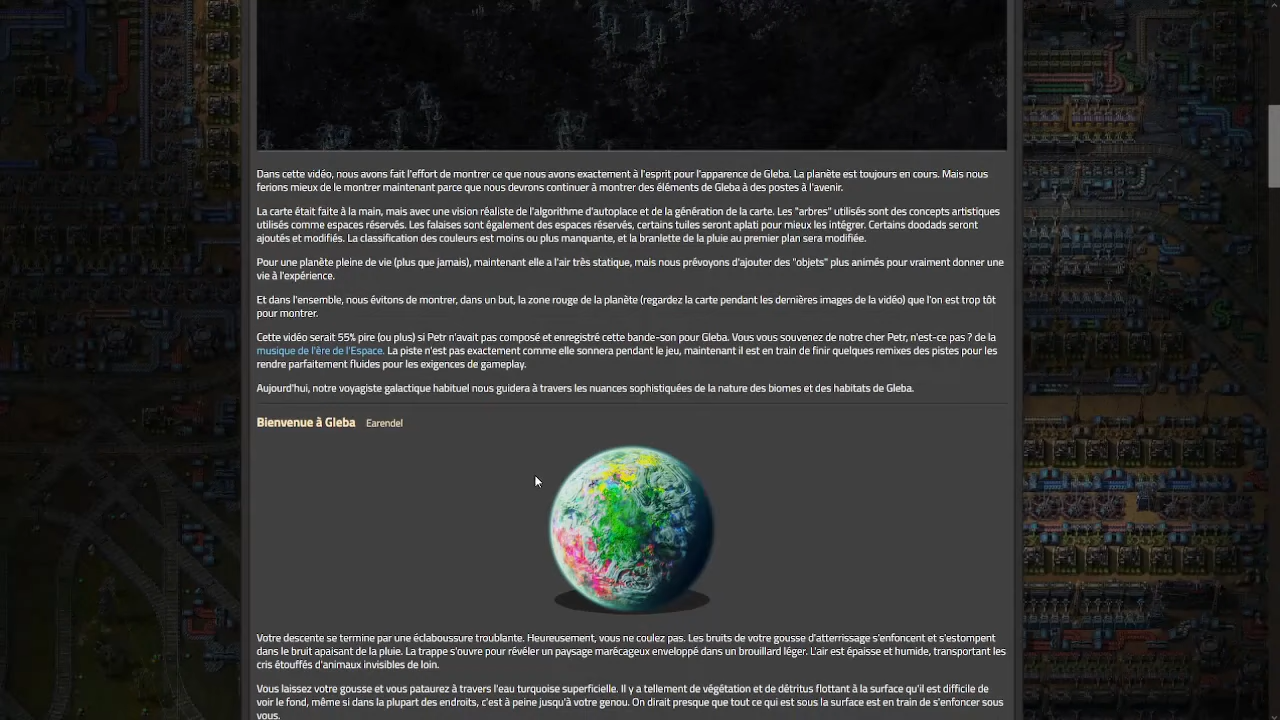 Dans cette vidéo, nous avons fait l'effort de montrer ce que nous avons exactement à l'esprit pour l'apparence de Gleba. La planète est toujours en cours. Mais nous
ferions mieux de le montrer maintenant parce que nous devrons continuer à montrer des éléments de Gleba à des postes à l'avenir.
La carte était faite à la main, mais avec une vision réaliste de l'algorithme d'autoplace et de la génération de la carte. Les "arbres" utilisés sont des concepts artistiques
utilisés comme espaces réservés. Les falaises sont également des espaces réservés, certains tuiles seront aplati pour mieux les intégrer. Certains doodads seront
ajoutés et modifiés. La classification des couleurs est moins ou plus manquante, et la branlette de la pluie au premier plan sera modifiée.
Pour une planète pleine de vie (plus que jamais), maintenant elle a l'air très statique, mais nous prévoyons d'ajouter des "objets" plus animés pour vraiment donner une
vie à l'expérience.
Et dans l'ensemble, nous évitons de montrer, dans un but, la zone rouge de la planète (regardez la carte pendant les dernières images de la vidéo) que l'on est trop tôt
pour montrer.
Cette vidéo serait 55% pire (ou plus) si Petr n'avait pas composé et enregistré cette bande-son pour Gleba. Vous vous souvenez de notre cher Petr, n'est-ce pas ? de la
musique de l'ère de l'Espace. La piste n'est pas exactement comme elle sonnera pendant le jeu, maintenant il est en train de finir quelques remixes des pistes pour les
rendre parfaitement fluides pour les exigences de gameplay.
Aujourd'hui, notre voyagiste galactique habituel nous guidera à travers les nuances sophistiquées de la nature des biomes et des habitats de Gleba.
Bienvenue à Gleba Earendel
Votre descente se termine par une éclaboussure troublante. Heureusement, vous ne coulez pas. Les bruits de votre gousse d'atterrissage s'enfoncent et s'estompent
dans le bruit apaisant de la pluie. La trappe s'ouvre pour révéler un paysage marécageux enveloppé dans un brouillard léger. L'air est épaisse et humide, transportant les
cris étouffés d'animaux invisibles de loin.
Vous laissez votre gousse et vous pataurez à travers l'eau turquoise superficielle. Il y a tellement de végétation et de détritus flottant à la surface qu'il est difficile de
voir le fond, même si dans la plupart des endroits, c'est à peine jusqu'à votre genou. On dirait presque que tout ce qui est sous la surface est en train de s'enfoncer sous
vous.